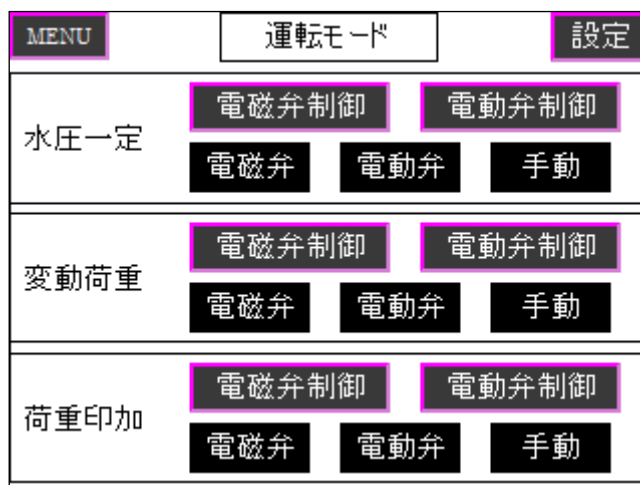 MENU 運転モード 設定
電磁弁制御 電動弁制御
水圧一定
電磁弁 電動弁 手動
電磁弁制御 電動弁制御
変動荷重
電磁弁 電動弁 手動
電磁弁制御 電動弁制御
荷重印加
電磁弁 電動弁 手動